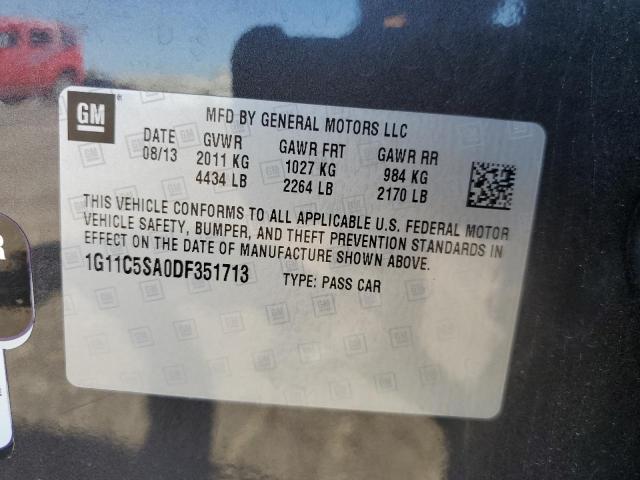 GM
MFD BY GENERAL MOTORS LLC
DATE GVWR GAWR FRT GAWR RR
08/13 2011 KG 1027 KG 984 KG
4434 LB 2264 LB 2170 LB
THIS VEHICLE CONFORMS TO ALL APPLICABLE U.S. FEDERAL MOTOR
VEHICLE SAFETY, BUMPER, AND THEFT PREVENTION STANDARDS IN
EFFECT ON THE DATE OF MANUFACTURE SHOWN ABOVE.
1G11C5SA0DF351713 TYPE: PASS CAR
R